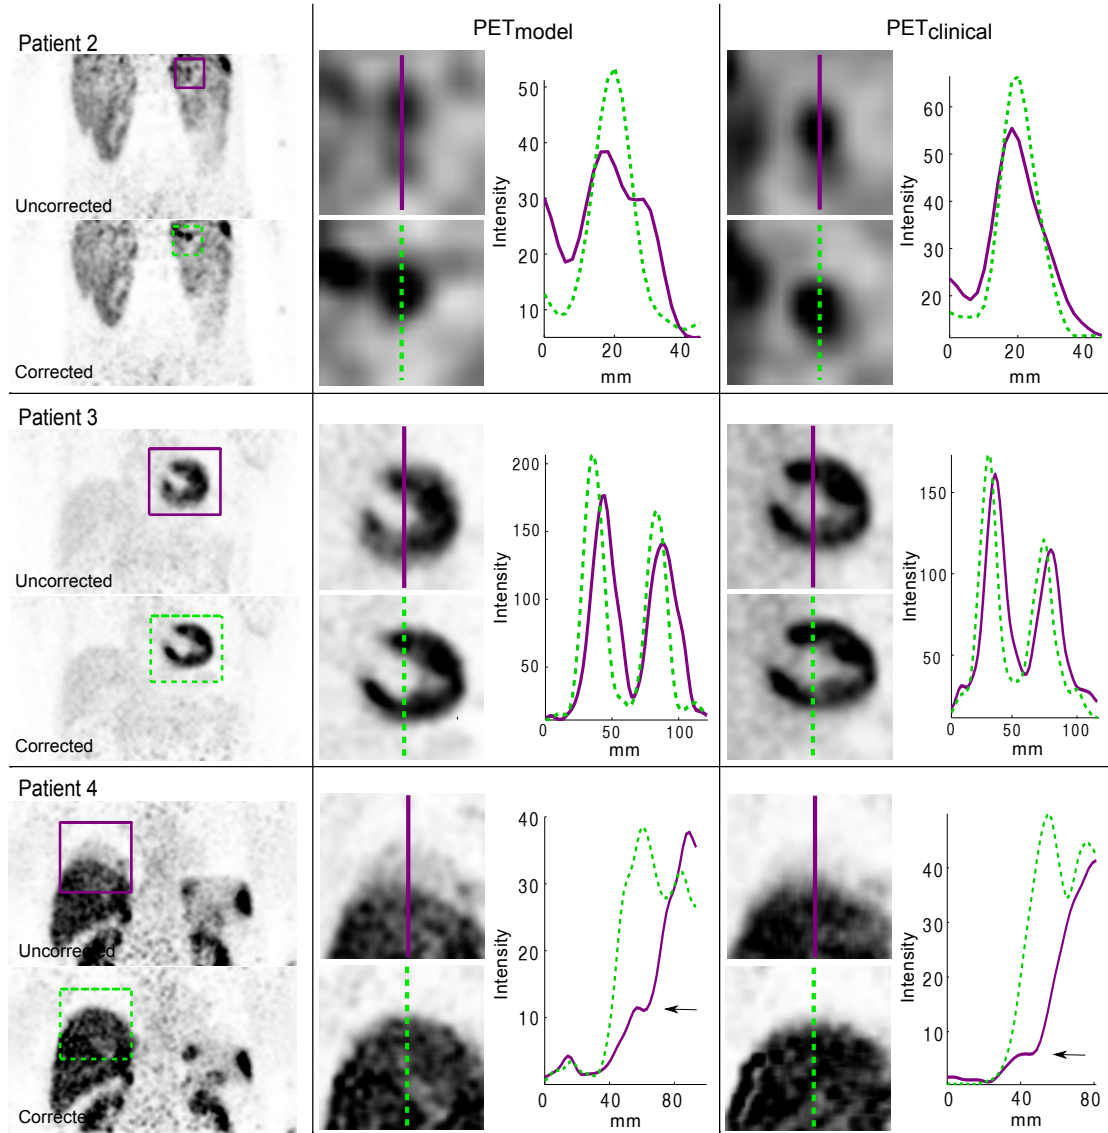 PETmodel
PETclinical
Patient 2
Uncorrected
Corrected
Intensity
50
40
30
20
10
0
20
40
mm
Intensity
60
50
40
30
20
0
20
40
mm
Patient 3
Uncorrected
Corrected
Intensity
200
150
100
50
0
50
100
mm
Intensity
150
100
50
0
50
100
mm
Patient 4
Uncorrected
Corrected
Intensity
40
30
20
10
0
40
80
mm
Intensity
40
30
20
10
0
40
80
mm